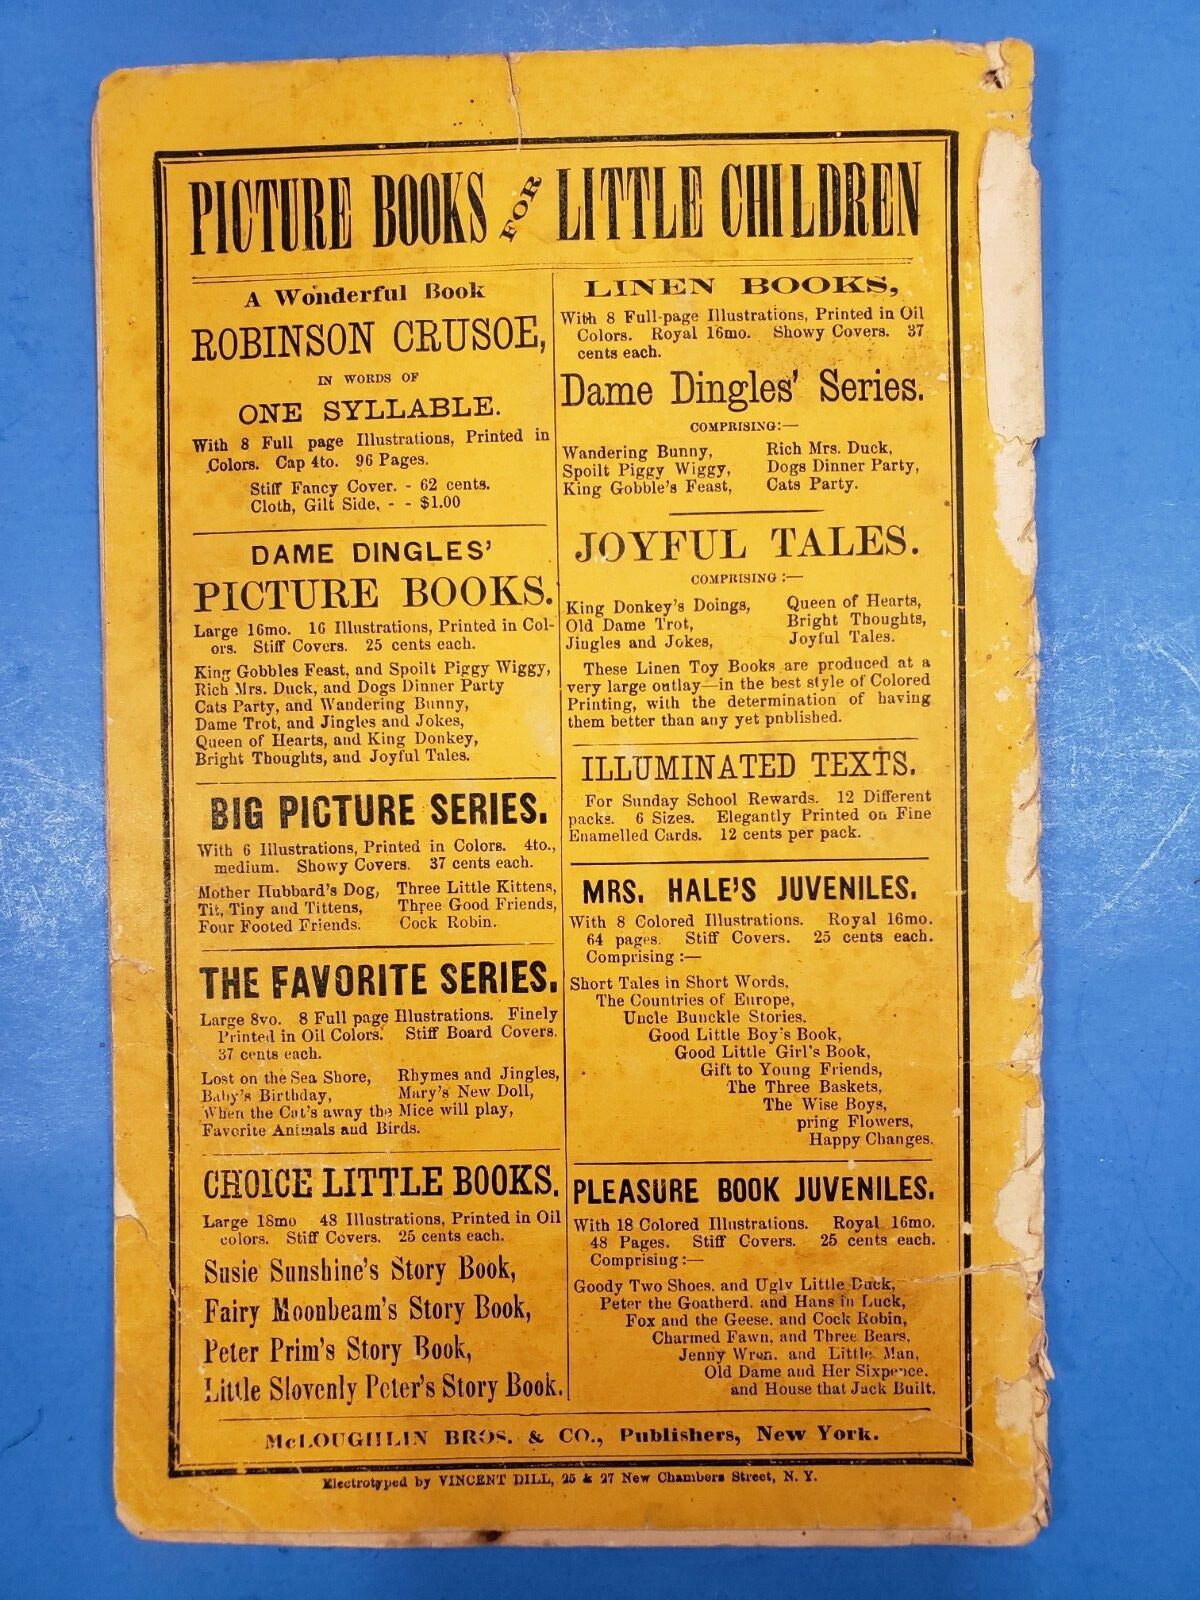 PICTURE BOOKS FOR LITTLE CHILDREN
A Wonderful Book
ROBINSON CRUSOE,
IN WORDS OF
ONE SYLLABLE.
With 8 Full page Illustrations, Printed in
Colors. Cap 4to. 96 Pages.
Stiff Fancy Cover. - 62 cents.
Cloth, Gilt Side, - - $1.00
DAME DINGLES'
PICTURE BOOKS.
Large 16mo. 16 Illustrations, Printed in Col-
ors. Stiff Covers. 25 cents each.
King Gobbles Feast, and Spoilt Piggy Wiggy,
Rich Mrs. Duck, and Dogs Dinner Party
Cats Party, and Wandering Bunny,
Dame Trot, and Jingles and Jokes,
Queen of Hearts, and King Donkey,
Bright Thoughts, and Joyful Tales.
BIG PICTURE SERIES.
With 6 Illustrations, Printed in Colors. 4to.,
medium. Showy Covers. 37 cents each.
Mother Hubbard's Dog, Three Little Kittens,
Tit, Tiny and Tittens, Three Good Friends,
Four Footed Friends. Cock Robin.
THE FAVORITE SERIES.
Large 8vo. 8 Full page Illustrations. Finely
Printed in Oil Colors. Stiff Board Covers.
37 cents each.
Lost on the Sea Shore, Rhymes and Jingles,
Baby's Birthday, Mary's New Doll,
When the Cat's away the Mice will play,
Favorite Animals and Birds.
CHOICE LITTLE BOOKS.
Large 18mo 48 Illustrations, Printed in Oil
colors. Stiff Covers. 25 cents each.
Susie Sunshine's Story Book,
Fairy Moonbeam's Story Book,
Peter Prim's Story Book,
Little Slovenly Peter's Story Book.
LINEN BOOKS,
With 8 Full-page Illustrations, Printed in Oil
Colors. Royal 16mo. Showy Covers. 37
cents each.
Dame Dingles' Series.
COMPRISING:—
Wandering Bunny, Rich Mrs. Duck,
Spoilt Piggy Wiggy, Dogs Dinner Party,
King Gobble's Feast, Cats Party.
JOYFUL TALES.
COMPRISING :—
King Donkey's Doings, Queen of Hearts,
Old Dame Trot, Bright Thoughts,
Jingles and Jokes, Joyful Tales.
These Linen Toy Books are produced at a
very large outlay—in the best style of Colored
Printing, with the determination of having
them better than any yet pnblished.
ILLUMINATED TEXTS.
For Sunday School Rewards. 12 Different
packs. 6 Sizes. Elegantly Printed on Fine
Enamelled Cards. 12 cents per pack.
MRS. HALE'S JUVENILES.
With 8 Colored Illustrations. Royal 16mo.
64 pages. Stiff Covers. 25 cents each.
Comprising :—
Short Tales in Short Words,
The Countries of Europe,
Uncle Bunckle Stories.
Good Little Boy's Book,
Good Little Girl's Book,
Gift to Young Friends,
The Three Baskets,
The Wise Boys,
pring Flowers,
Happy Changes.
PLEASURE BOOK JUVENILES.
With 18 Colored Illustrations. Royal 16mo.
48 Pages. Stiff Covers. 25 cents each.
Comprising :—
Goody Two Shoes. and Ugly Little Duck,
Peter the Goatherd. and Hans in Luck,
Fox and the Geese. and Cock Robin,
Charmed Fawn, and Three Bears,
Jenny Wren. and Little Man,
Old Dame and Her Sixpence.
and House that Jack Built.
McLOUGHLIN BROS. & CO., Publishers, New York.
Electrotyped by VINCENT DILL, 25 & 27 New Chambers Street, N. Y.